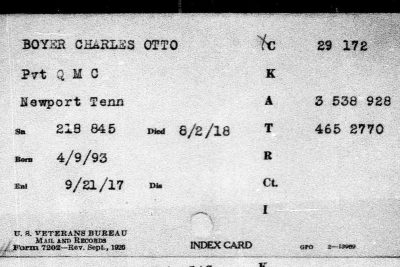 BOYER CHARLES OTTO XC 29 172
Pvt Q M C K
Newport Tenn A 3 538 928
Sn 218 845 Died 8/2/18 T 465 2770
Born 4/9/93 R
Enl 9/21/17 Dis Ct.
I
U. S. VETERANS BUREAU
MAIL AND RECORDS
Form 7202—Rev. Sept., 1926 INDEX CARD GPO
K